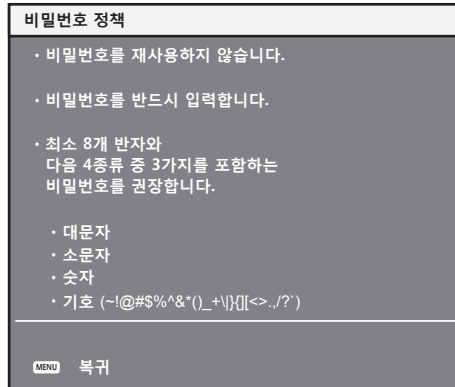 비밀번호 정책
· 비밀번호를 재사용하지 않습니다.
· 비밀번호를 반드시 입력합니다.
· 최소 8개 반자와
다음 4종류 중 3가지를 포함하는
비밀번호를 권장합니다.
· 대문자
· 소문자
· 숫자
· 기호 (~!@#$%^&*()_+\|}{][<>.,/?`)
MENU 복귀